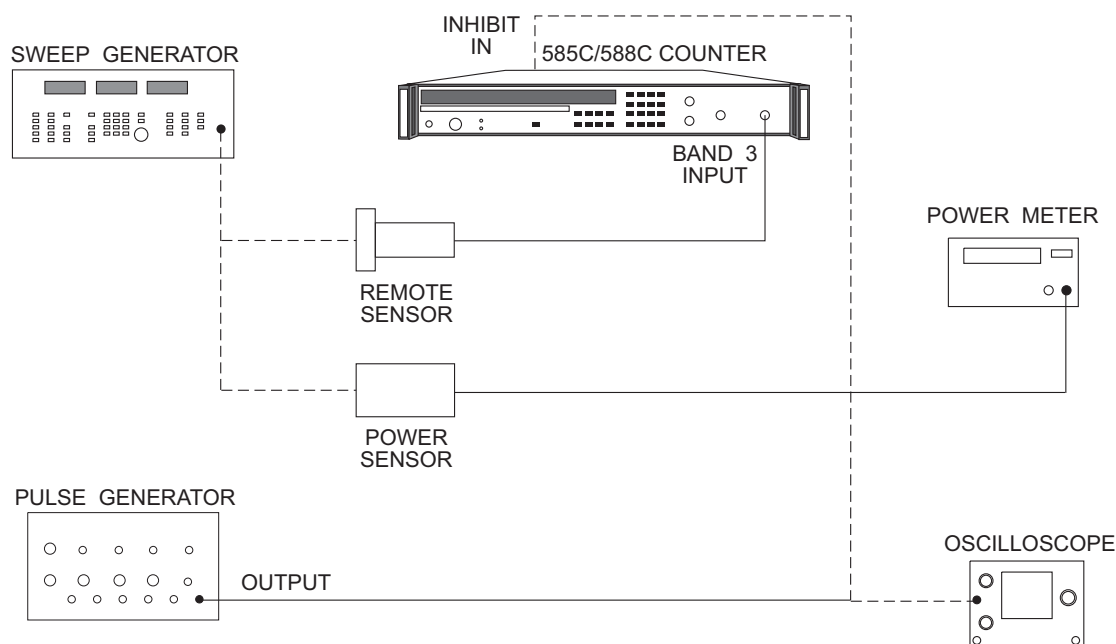 INHIBIT
IN
SWEEP GENERATOR
585C/588C COUNTER
BAND 3
INPUT
POWER METER
REMOTE
SENSOR
POWER
SENSOR
PULSE GENERATOR
OUTPUT
OSCILLOSCOPE